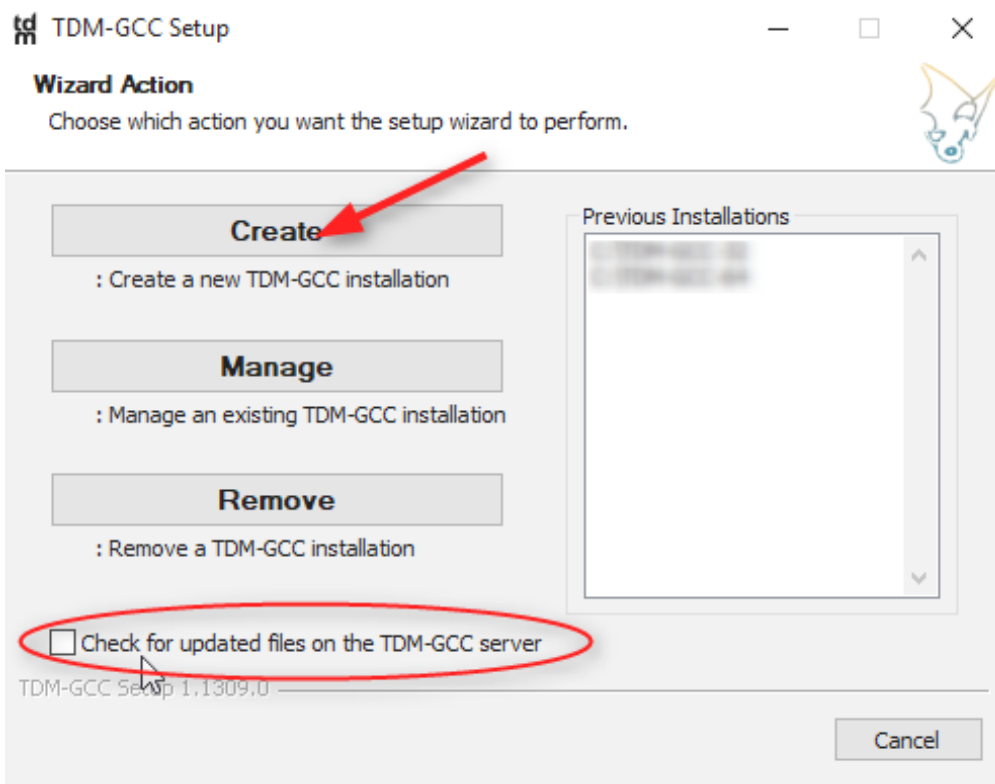 tdm
TDM-GCC Setup
Wizard Action
Choose which action you want the setup wizard to perform.
Create
: Create a new TDM-GCC installation
Manage
: Manage an existing TDM-GCC installation
Remove
: Remove a TDM-GCC installation
Previous Installations
Check for updated files on the TDM-GCC server
TDM-GCC Setup 1.1309.0
Cancel